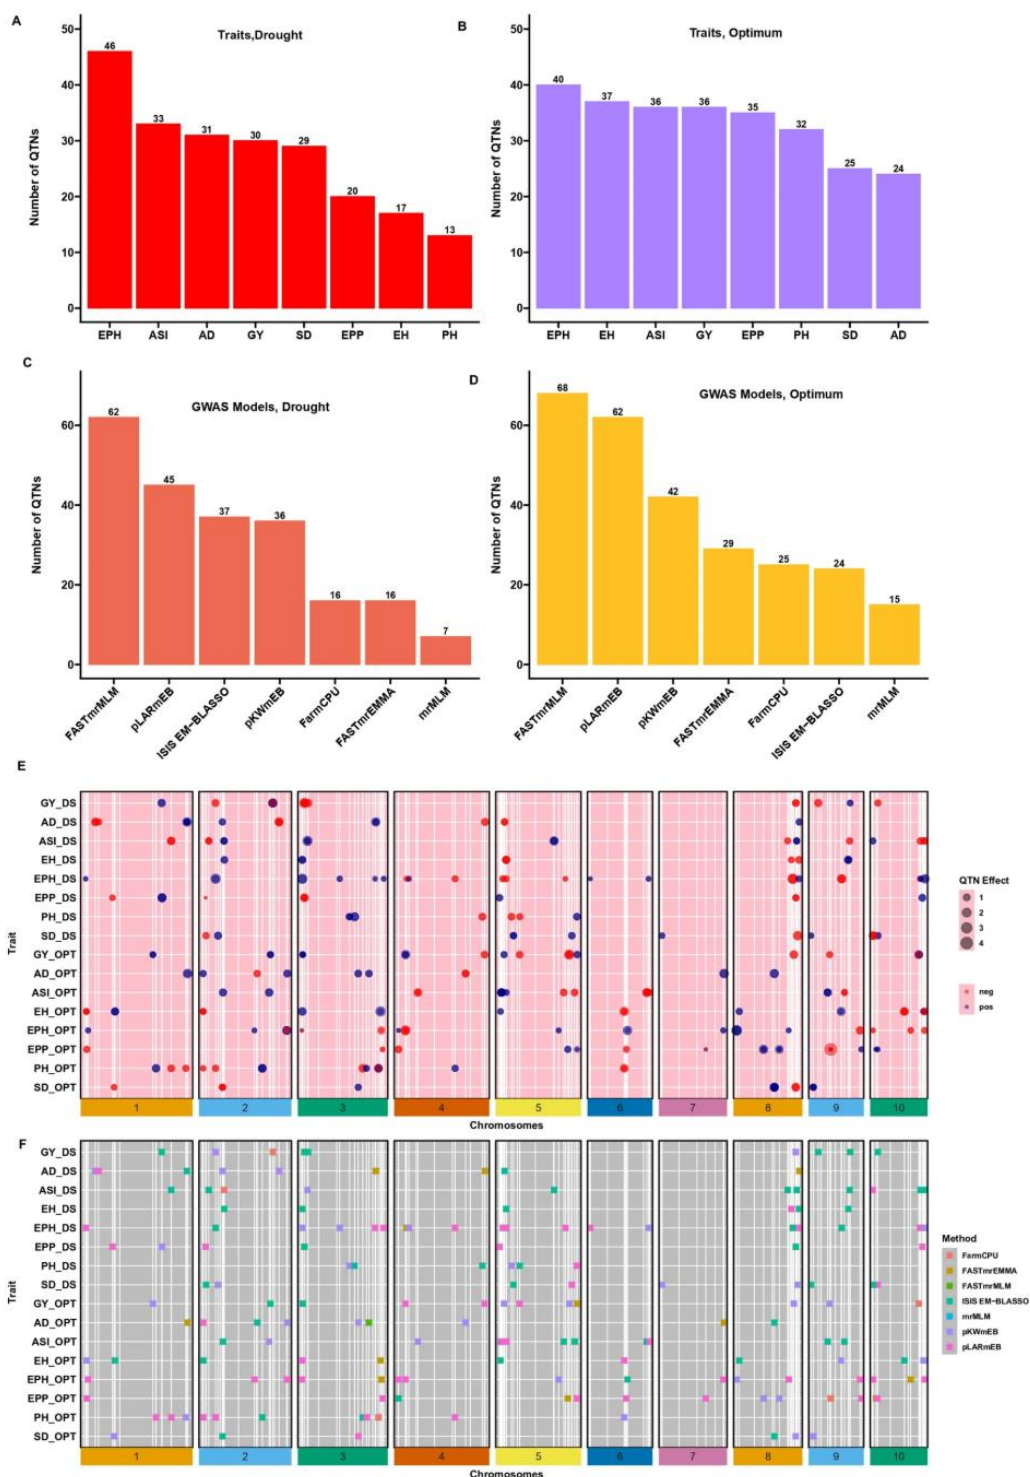 A
Traits,Drought
Number of QTNs
50
40
30
20
10
0
46
33
31
30
29
20
17
13
EPH ASI AD GY SD EPP EH PH
B
Traits, Optimum
Number of QTNs
50
40
30
20
10
0
40
37
36
36
35
32
25
24
EPH EH ASI GY EPP PH SD AD
C
GWAS Models, Drought
Number of QTNs
60
40
20
0
62
45
37
36
16
16
7
FASTmrMLM
pLARmEB
ISIS EM−BLASSO
pKWmEB
FarmCPU
FASTmrEMMA
mrMLM
D
GWAS Models, Optimum
Number of QTNs
60
40
20
0
68
62
42
29
25
24
15
FASTmrMLM
pLARmEB
pKWmEB
FASTmrEMMA
FarmCPU
ISIS EM−BLASSO
mrMLM
E
Trait
GY_DS
AD_DS
ASI_DS
EH_DS
EPH_DS
EPP_DS
PH_DS
SD_DS
GY_OPT
AD_OPT
ASI_OPT
EH_OPT
EPH_OPT
EPP_OPT
PH_OPT
SD_OPT
1 2 3 4 5 6 7 8 9 10
Chromosomes
QTN Effect
1
2
3
4
neg
pos
F
Trait
GY_DS
AD_DS
ASI_DS
EH_DS
EPH_DS
EPP_DS
PH_DS
SD_DS
GY_OPT
AD_OPT
ASI_OPT
EH_OPT
EPH_OPT
EPP_OPT
PH_OPT
SD_OPT
1 2 3 4 5 6 7 8 9 10
Chromosomes
Method
FarmCPU
FASTmrEMMA
FASTmrMLM
ISIS EM−BLASSO
mrMLM
pKWmEB
pLARmEB